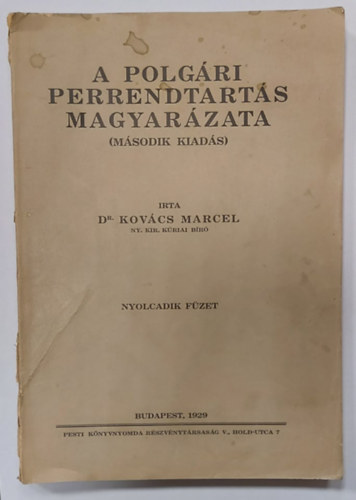 A POLGÁRI
PERRENDTARTÁS
MAGYARÁZATA
(MÁSODIK KIADÁS)
IRTA
DR. KOVÁCS MARCEL
NY. KIR. KÚRIAI BÍRÓ
NYOLCADIK FÜZET
BUDAPEST, 1929
PESTI KÖNYVNYOMDA RÉSZVÉNYTÁRSASÁG V., HOLD-UTCA 7